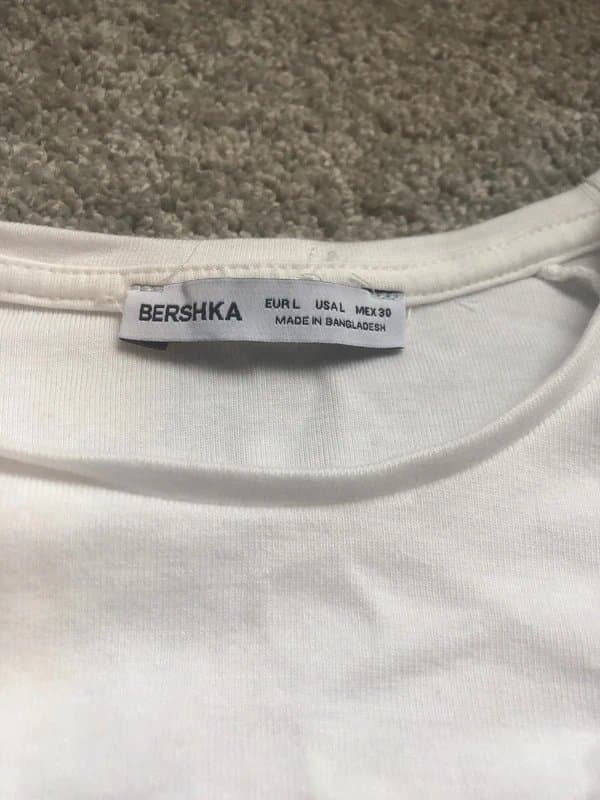 BERSHKA EUR L USA L MEX 30
MADE IN BANGLADESH